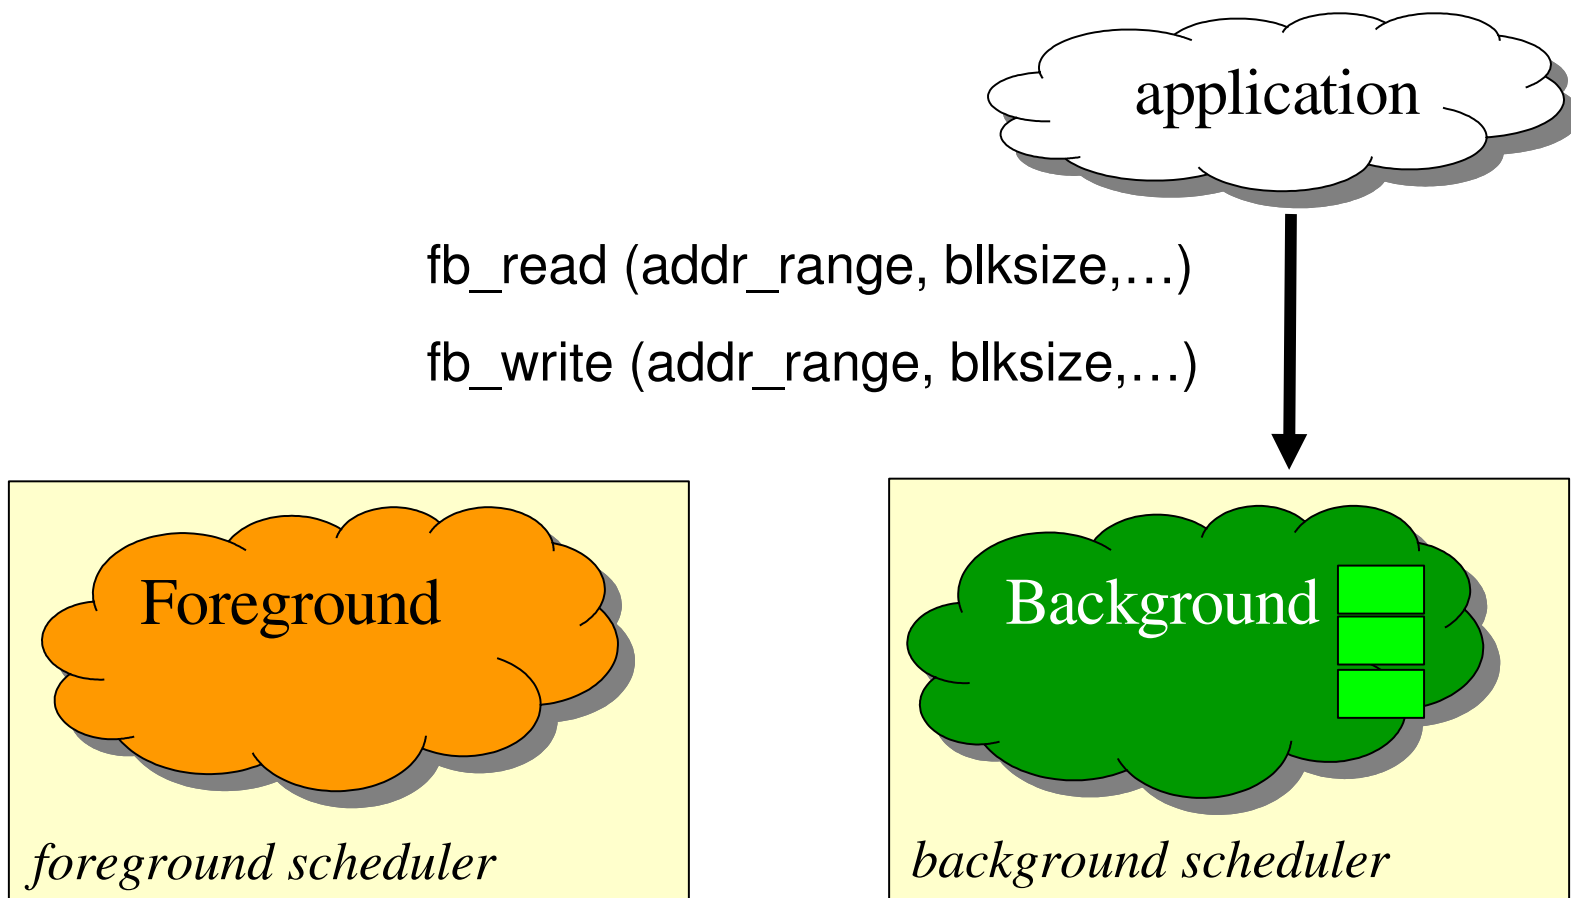 application
fb_read (addr_range, blksize,…)
fb_write (addr_range, blksize,…)
Foreground
Background
foreground scheduler
background scheduler